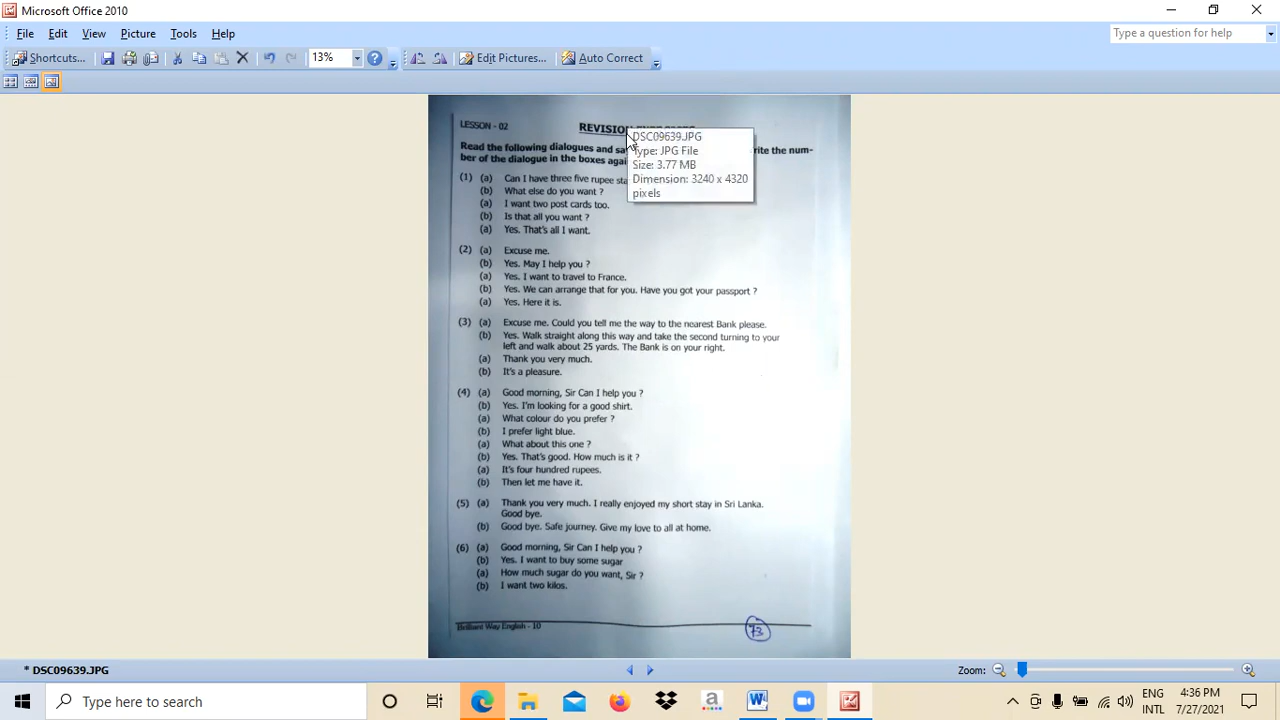 Microsoft Office 2010
File Edit View Picture Tools Help
Type a question for help
Shortcuts...
13%
Edit Pictures...
Auto Correct
LESSON - 02
REVISION
DSC09639.JPG
Type: JPG File
Size: 3.77 MB
Dimension: 3240 x 4320
pixels
Read the following dialogues and
rite the num-
ber of the dialogue in the boxes
(1) (a) Can I have three five rupee
(b) What else do you want ?
(a) I want two post cards too.
(b) Is that all you want ?
(a) Yes. That's all I want.
(2) (a) Excuse me.
(b) Yes. May I help you ?
(a) Yes. I want to travel to France.
(b) Yes. We can arrange that for you. Have you got your passport ?
(a) Yes. Here it is.
(3) (a) Excuse me. Could you tell me the way to the nearest Bank please.
(b) Yes. Walk straight along this way and take the second turning to your
left and walk about 25 yards. The Bank is on your right.
(a) Thank you very much.
(b) It's a pleasure.
(4) (a) Good morning, Sir Can I help you ?
(b) Yes. I'm looking for a good shirt.
(a) What colour do you prefer ?
(b) I prefer light blue.
(a) What about this one ?
(b) Yes. That's good. How much is it ?
(a) It's four hundred rupees.
(b) Then let me have it.
(5) (a) Thank you very much. I really enjoyed my short stay in Sri Lanka.
Good bye.
(b) Good bye. Safe journey. Give my love to all at home.
(6) (a) Good morning, Sir Can I help you ?
(b) Yes. I want to buy some sugar
(a) How much sugar do you want, Sir ?
(b) I want two kilos.
Brilliant Way English - 10
73
* DSC09639.JPG
Zoom:
Type here to search
ENG
INTL
4:36 PM
7/27/2021